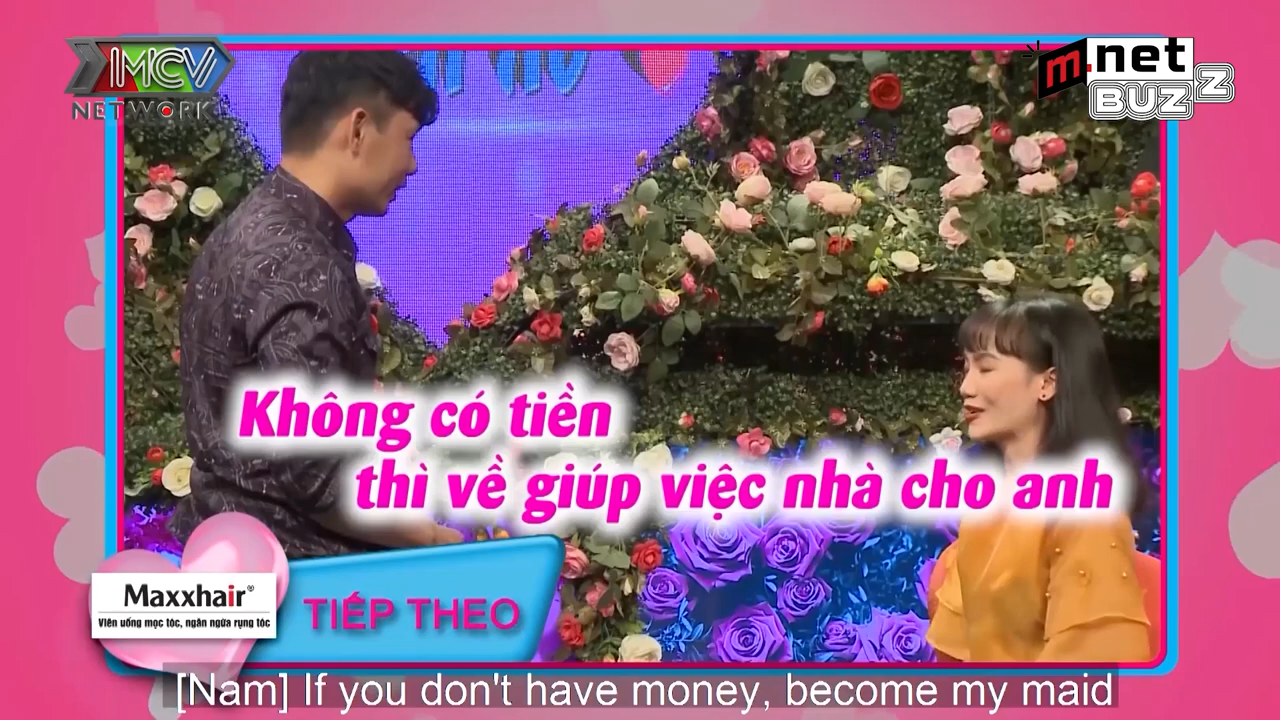 MCV
NETWORK
m.net
BUZZ
Không có tiền
thì về giúp việc nhà cho anh
Maxxhair®
Viên uống mọc tóc, ngăn ngừa rụng tóc
TIẾP THEO
[Nam] If you don't have money, become my maid